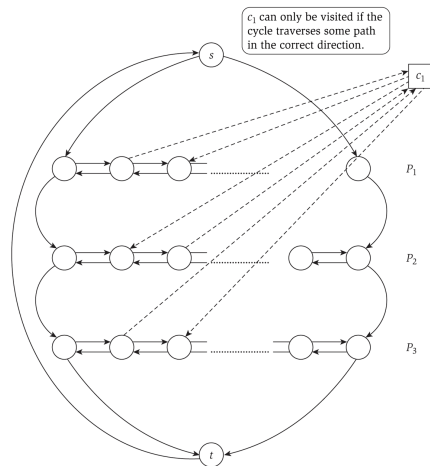 c₁ can only be visited if the
cycle traverses some path
in the correct direction.
s
c₁
P₁
P₂
P₃
t